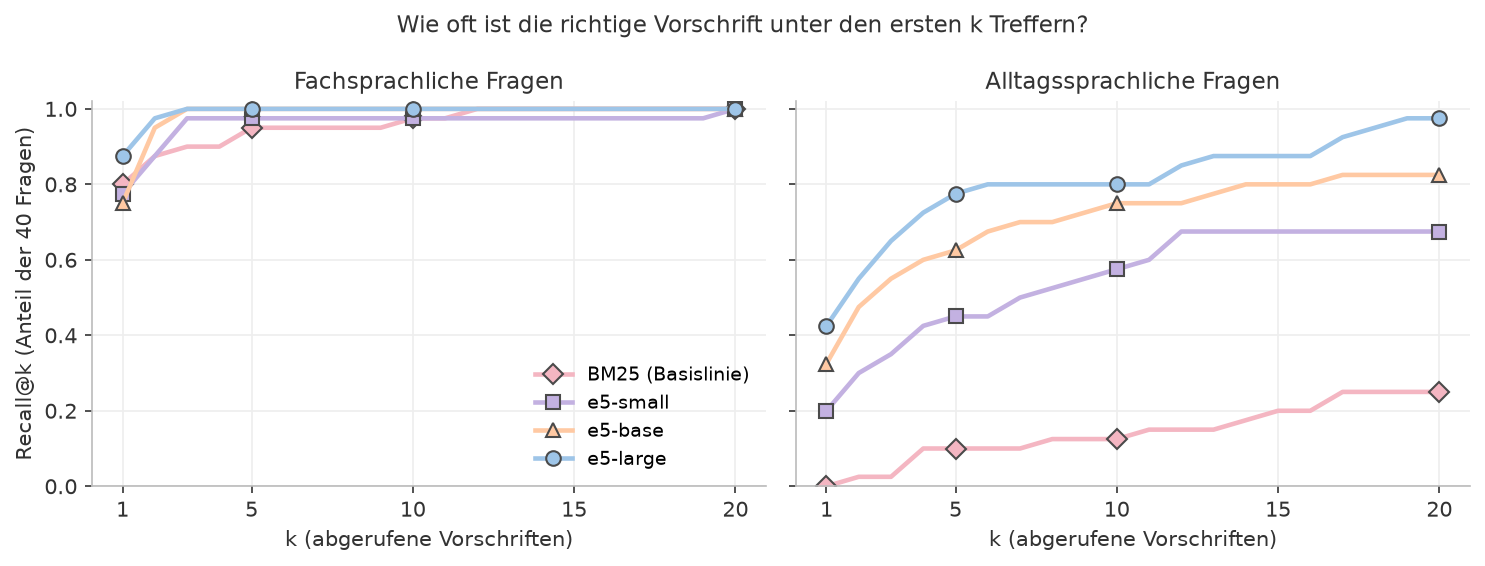 Wie oft ist die richtige Vorschrift unter den ersten k Treffern?
Fachsprachliche Fragen
Recall@k (Anteil der 40 Fragen)
1.0
0.8
0.6
0.4
0.2
0.0
BM25 (Basislinie)
e5-small
e5-base
e5-large
1 5 10 15 20
k (abgerufene Vorschriften)
Alltagssprachliche Fragen
1 5 10 15 20
k (abgerufene Vorschriften)